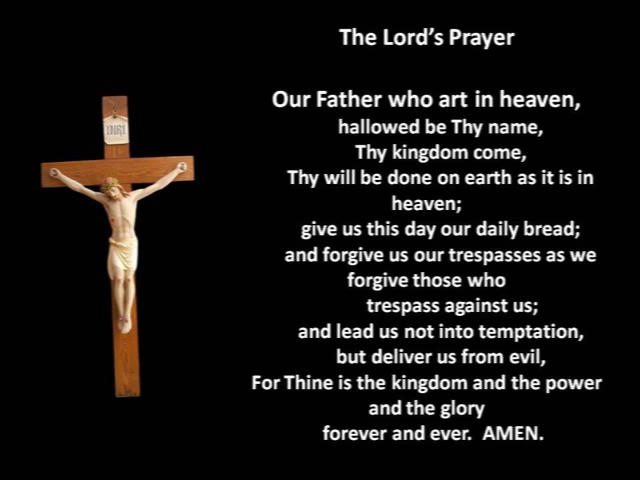 The Lord's Prayer
INRI
Our Father who art in heaven,
hallowed be Thy name,
Thy kingdom come,
Thy will be done on earth as it is in
heaven;
give us this day our daily bread;
and forgive us our trespasses as we
forgive those who
trespass against us;
and lead us not into temptation,
but deliver us from evil,
For Thine is the kingdom and the power
and the glory
forever and ever.  AMEN.